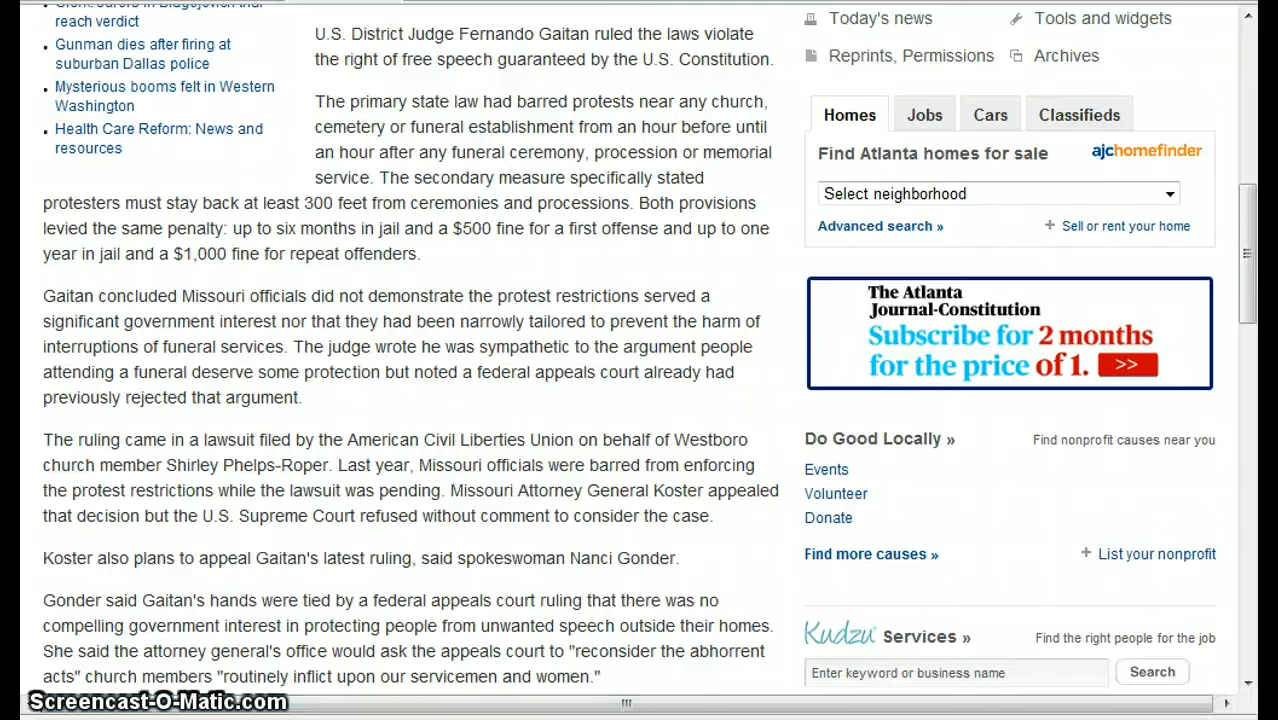 reach verdict
Gunman dies after firing at
suburban Dallas police
Mysterious booms felt in Western
Washington
Health Care Reform: News and
resources
U.S. District Judge Fernando Gaitan ruled the laws violate
the right of free speech guaranteed by the U.S. Constitution.
The primary state law had barred protests near any church,
cemetery or funeral establishment from an hour before until
an hour after any funeral ceremony, procession or memorial
service. The secondary measure specifically stated
protesters must stay back at least 300 feet from ceremonies and processions. Both provisions
levied the same penalty: up to six months in jail and a $500 fine for a first offense and up to one
year in jail and a $1,000 fine for repeat offenders.
Gaitan concluded Missouri officials did not demonstrate the protest restrictions served a
significant government interest nor that they had been narrowly tailored to prevent the harm of
interruptions of funeral services. The judge wrote he was sympathetic to the argument people
attending a funeral deserve some protection but noted a federal appeals court already had
previously rejected that argument.
The ruling came in a lawsuit filed by the American Civil Liberties Union on behalf of Westboro
church member Shirley Phelps-Roper. Last year, Missouri officials were barred from enforcing
the protest restrictions while the lawsuit was pending. Missouri Attorney General Koster appealed
that decision but the U.S. Supreme Court refused without comment to consider the case.
Koster also plans to appeal Gaitan's latest ruling, said spokeswoman Nanci Gonder.
Gonder said Gaitan's hands were tied by a federal appeals court ruling that there was no
compelling government interest in protecting people from unwanted speech outside their homes.
She said the attorney general's office would ask the appeals court to "reconsider the abhorrent
acts" church members "routinely inflict upon our servicemen and women."
Today's news
Tools and widgets
Reprints, Permissions
Archives
Homes Jobs Cars Classifieds
Find Atlanta homes for sale
ajchomefinder
Select neighborhood
Advanced search »
+ Sell or rent your home
The Atlanta
Journal-Constitution
Subscribe for 2 months
for the price of 1. >>
Do Good Locally »
Find nonprofit causes near you
Events
Volunteer
Donate
Find more causes »
+ List your nonprofit
Kudzu® Services »
Find the right people for the job
Enter keyword or business name
Search
Screencast-O-Matic.com